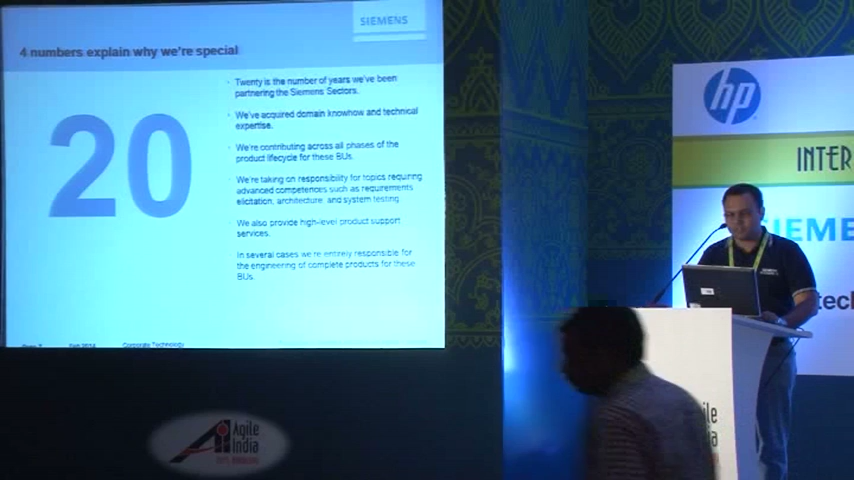 SIEMENS
4 numbers explain why we're special
20
Twenty is the number of years we've been
partnering the Siemens Sectors.
We've acquired domain knowhow and technical
expertise.
We're contributing across all phases of the
product lifecycle for these BUs.
We're taking on responsibility for topics requiring
advanced competences such as requirements
elicitation, architecture, and system testing
We also provide high-level product support
services.
In several cases we're entirely responsible for
the engineering of complete products for these
BUs.
Corporate Technology
Agile
India
hp
INTER
SIEME
tech